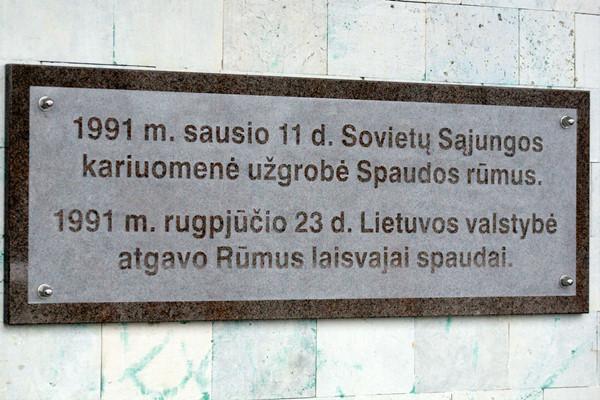 1991 m. sausio 11 d. Sovietų Sąjungos
kariuomenė užgrobė Spaudos rūmus.
1991 m. rugpjūčio 23 d. Lietuvos valstybė
atgavo Rūmus laisvajai spaudai.